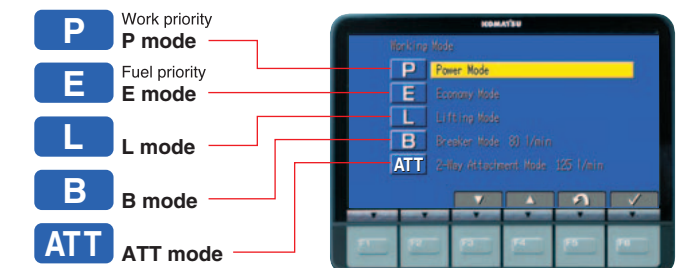 P
Work priority
P mode
E
Fuel priority
E mode
L
L mode
B
B mode
ATT
ATT mode
KOMATSU
Working Mode
P Power Mode
E Economy Mode
L Lifting Mode
B Breaker Mode 80 l/min
ATT 2-Way Attachment Mode 125 l/min
F1 F2 F3 F4 F5 F6